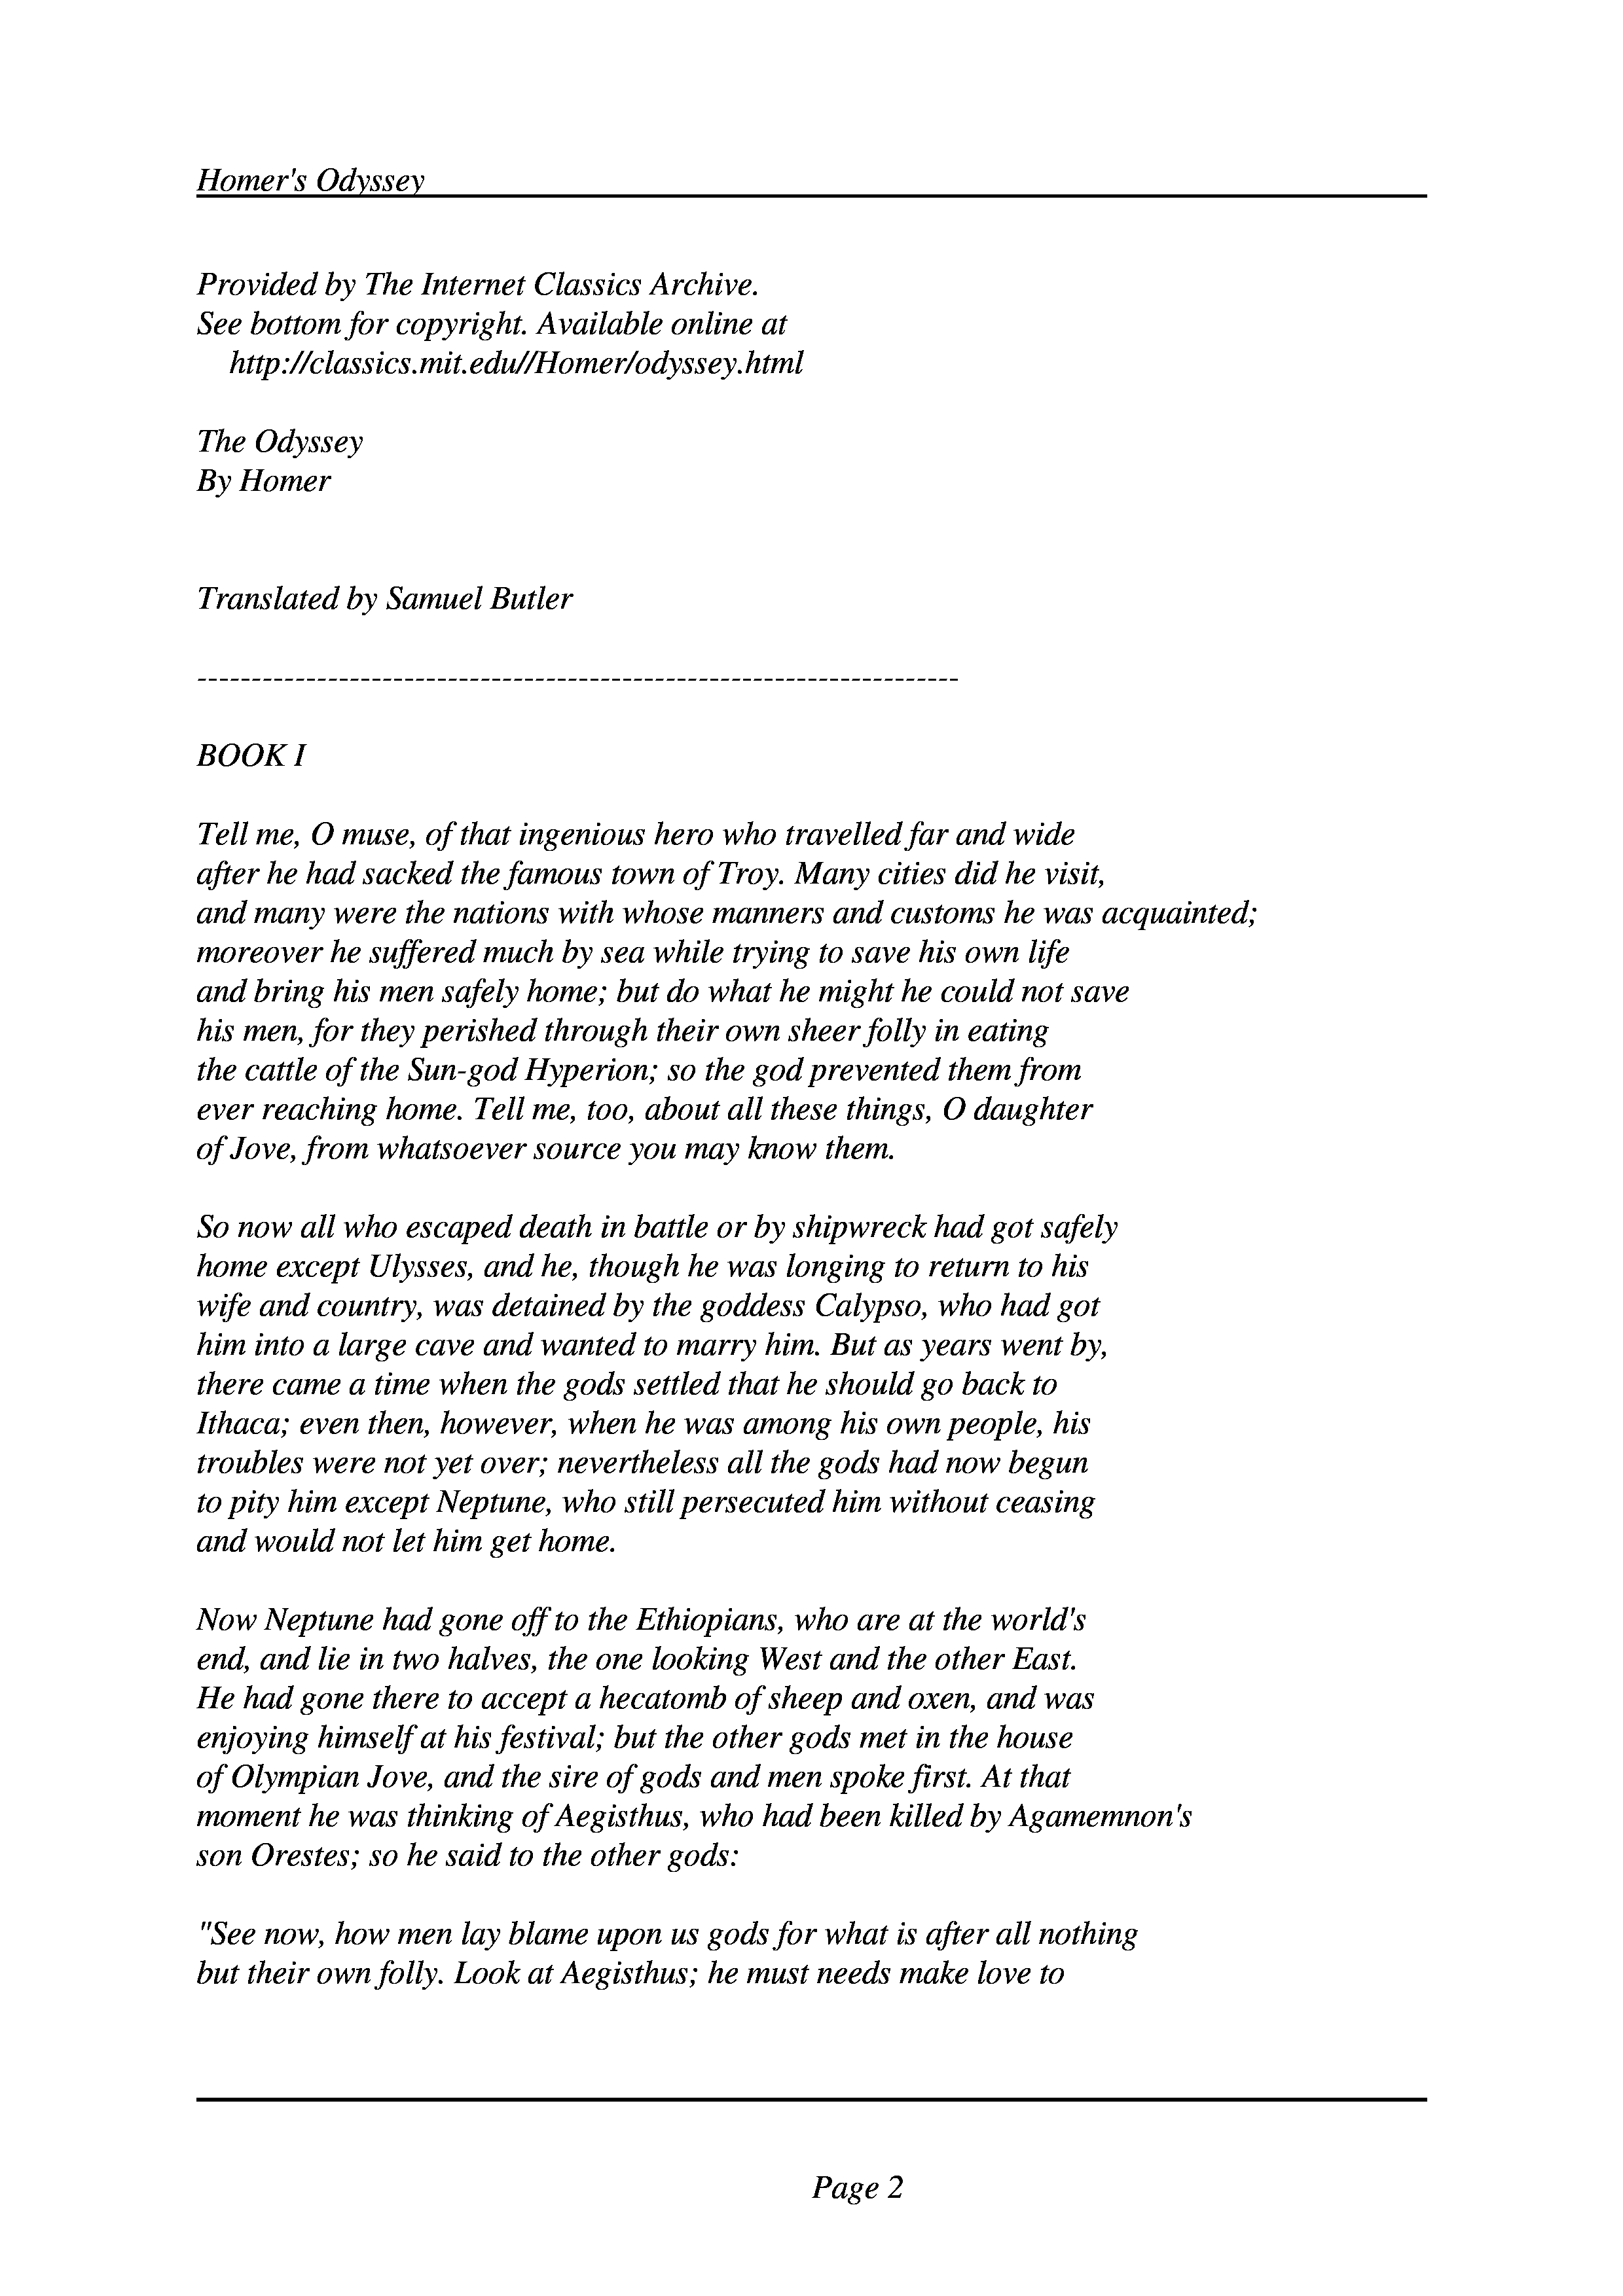 Homer's Odyssey
Provided by The Internet Classics Archive.
See bottom for copyright. Available online at
http://classics.mit.edu//Homer/odyssey.html
The Odyssey
By Homer
Translated by Samuel Butler
----------------------------------------------------------------------
BOOK I
Tell me, O muse, of that ingenious hero who travelled far and wide
after he had sacked the famous town of Troy. Many cities did he visit,
and many were the nations with whose manners and customs he was acquainted;
moreover he suffered much by sea while trying to save his own life
and bring his men safely home; but do what he might he could not save
his men, for they perished through their own sheer folly in eating
the cattle of the Sun-god Hyperion; so the god prevented them from
ever reaching home. Tell me, too, about all these things, O daughter
of Jove, from whatsoever source you may know them.
So now all who escaped death in battle or by shipwreck had got safely
home except Ulysses, and he, though he was longing to return to his
wife and country, was detained by the goddess Calypso, who had got
him into a large cave and wanted to marry him. But as years went by,
there came a time when the gods settled that he should go back to
Ithaca; even then, however, when he was among his own people, his
troubles were not yet over; nevertheless all the gods had now begun
to pity him except Neptune, who still persecuted him without ceasing
and would not let him get home.
Now Neptune had gone off to the Ethiopians, who are at the world's
end, and lie in two halves, the one looking West and the other East.
He had gone there to accept a hecatomb of sheep and oxen, and was
enjoying himself at his festival; but the other gods met in the house
of Olympian Jove, and the sire of gods and men spoke first. At that
moment he was thinking of Aegisthus, who had been killed by Agamemnon's
son Orestes; so he said to the other gods:
"See now, how men lay blame upon us gods for what is after all nothing
but their own folly. Look at Aegisthus; he must needs make love to
Page 2